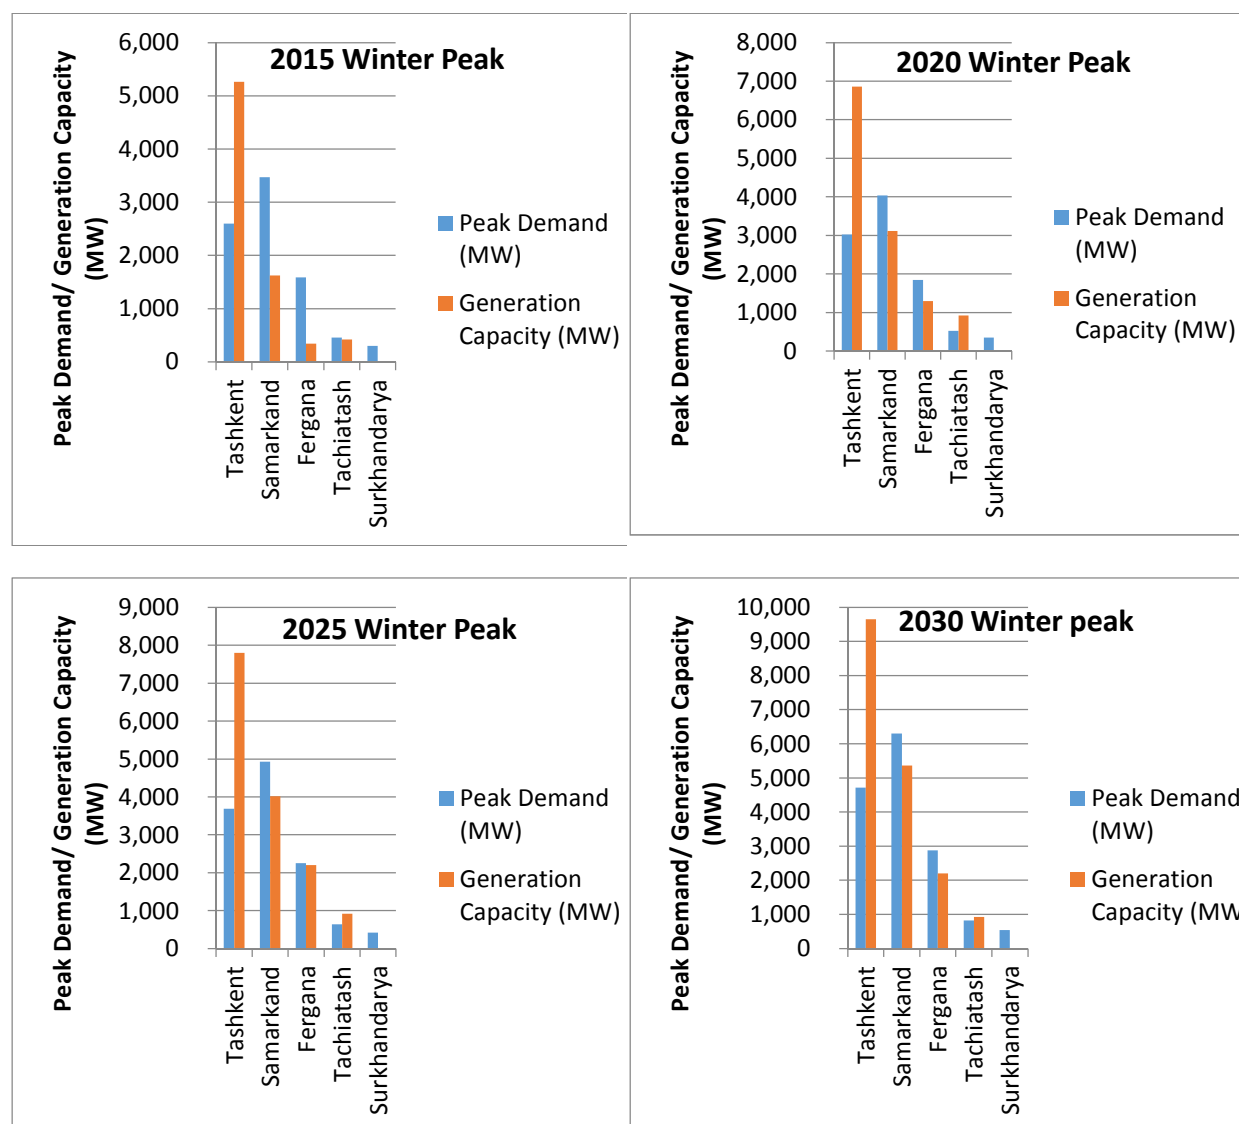 2015 Winter Peak
Peak Demand/ Generation Capacity
(MW)
6,000
5,000
4,000
3,000
2,000
1,000
0
Tashkent
Samarkand
Fergana
Tachiatash
Surkhandarya
Peak Demand
(MW)
Generation
Capacity (MW)
2020 Winter Peak
Peak Demand/ Generation Capacity
(MW)
8,000
7,000
6,000
5,000
4,000
3,000
2,000
1,000
0
Tashkent
Samarkand
Fergana
Tachiatash
Surkhandarya
Peak Demand
(MW)
Generation
Capacity (MW)
2025 Winter Peak
Peak Demand/ Generation Capacity
(MW)
9,000
8,000
7,000
6,000
5,000
4,000
3,000
2,000
1,000
0
Tashkent
Samarkand
Fergana
Tachiatash
Surkhandarya
Peak Demand
(MW)
Generation
Capacity (MW)
2030 Winter peak
Peak Demand/ Generation Capacity
(MW)
10,000
9,000
8,000
7,000
6,000
5,000
4,000
3,000
2,000
1,000
0
Tashkent
Samarkand
Fergana
Tachiatash
Surkhandarya
Peak Demand
(MW)
Generation
Capacity (MW